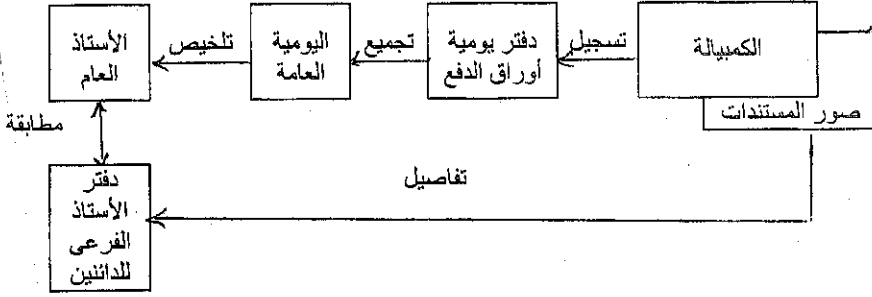 الكمبيالة
تسجيل
دفتر يومية
أوراق الدفع
تجميع
اليومية
العامة
تلخيص
الأستاذ
العام
صور المستندات
مطابقة
تفاصيل
دفتر
الأستاذ
الفرعى
للدائنين